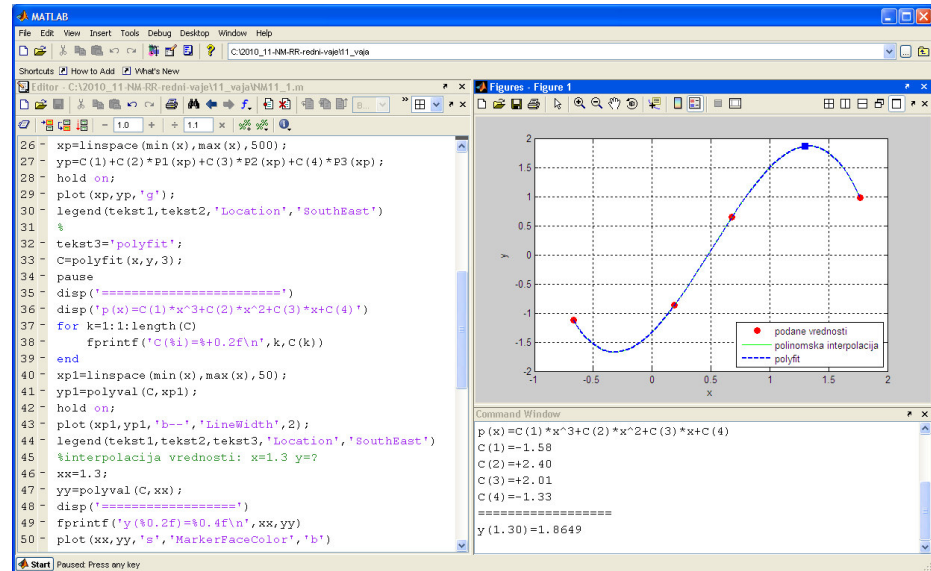 MATLAB
File Edit View Insert Tools Debug Desktop Window Help
C:\2010_11-NM-RR-redni-vaje\11_vaja
Shortcuts How to Add What's New
Editor - C:\2010_11-NM-RR-redni-vaje\11_vaja\NM11_1.m
1.0 1.1
26 - xp=linspace(min(x),max(x),500);
27 - yp=C(1)+C(2)*P1(xp)+C(3)*P2(xp)+C(4)*P3(xp);
28 - hold on;
29 - plot(xp,yp,'g');
30 - legend(tekst1,tekst2,'Location','SouthEast')
31 %
32 - tekst3='polyfit';
33 - C=polyfit(x,y,3);
34 - pause
35 - disp('========================')
36 - disp('p(x)=C(1)*x^3+C(2)*x^2+C(3)*x+C(4)')
37 - for k=1:1:length(C)
38 - fprintf('C(%i)=%+0.2f\n',k,C(k))
39 - end
40 - xp1=linspace(min(x),max(x),50);
41 - yp1=polyval(C,xp1);
42 - hold on;
43 - plot(xp1,yp1,'b--','LineWidth',2);
44 - legend(tekst1,tekst2,tekst3,'Location','SouthEast')
45 %interpolacija vrednosti: x=1.3 y=?
46 - xx=1.3;
47 - yy=polyval(C,xx);
48 - disp('==================')
49 - fprintf('y(%0.2f)=%0.4f\n',xx,yy)
50 - plot(xx,yy,'s','MarkerFaceColor','b')
Figures - Figure 1
2
1.5
1
0.5
0
-0.5
-1
-1.5
-2
y
-1 -0.5 0 0.5 1 1.5 2
x
podane vrednosti
polinomska interpolacija
polyfit
Command Window
p(x)=C(1)*x^3+C(2)*x^2+C(3)*x+C(4)
C(1)=-1.58
C(2)=+2.40
C(3)=+2.01
C(4)=-1.33
==================
y(1.30)=1.8649
Start Paused: Press any key